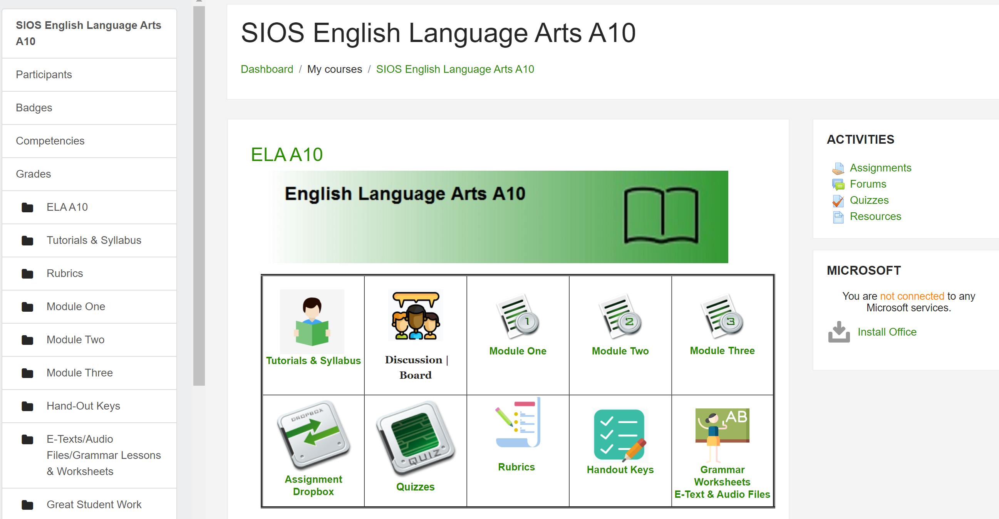 SIOS English Language Arts
A10
Participants
Badges
Competencies
Grades
ELA A10
Tutorials & Syllabus
Rubrics
Module One
Module Two
Module Three
Hand-Out Keys
E-Texts/Audio
Files/Grammar Lessons
& Worksheets
Great Student Work
SIOS English Language Arts A10
Dashboard / My courses / SIOS English Language Arts A10
ELA A10
English Language Arts A10
Tutorials & Syllabus
Discussion |
Board
1
Module One
2
Module Two
3
Module Three
DROPBOX
Assignment
Dropbox
QUIZ
Quizzes
Rubrics
Handout Keys
AB
Grammar
Worksheets
E-Text & Audio Files
ACTIVITIES
Assignments
Forums
Quizzes
Resources
MICROSOFT
You are not connected to any
Microsoft services.
Install Office